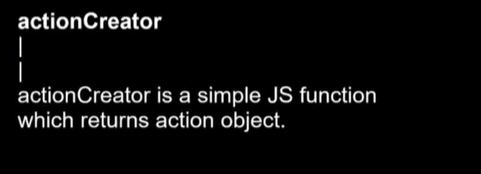 actionCreator
|
|
actionCreator is a simple JS function
which returns action object.